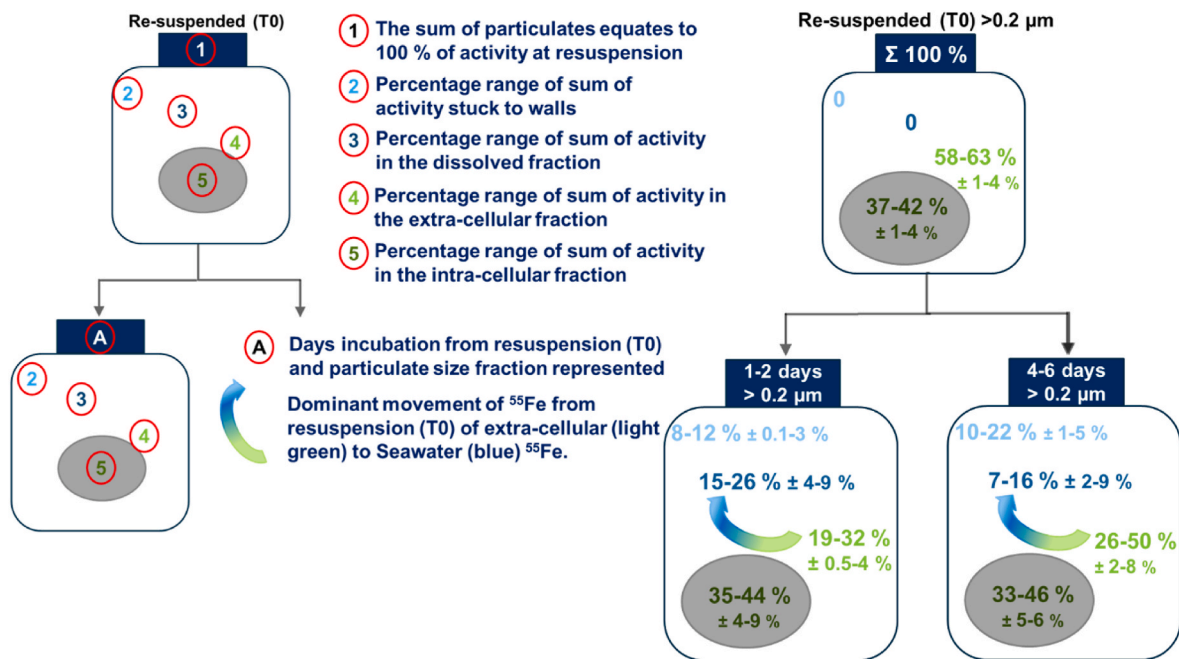 Re-suspended (T0)
1
2
3
4
5
1 The sum of particulates equates to
100 % of activity at resuspension
2 Percentage range of sum of
activity stuck to walls
3 Percentage range of sum of activity
in the dissolved fraction
4 Percentage range of sum of activity in
the extra-cellular fraction
5 Percentage range of sum of activity
in the intra-cellular fraction
A
2
3
4
5
A Days incubation from resuspension (T0)
and particulate size fraction represented
Dominant movement of ⁵⁵Fe from
resuspension (T0) of extra-cellular (light
green) to Seawater (blue) ⁵⁵Fe.
Re-suspended (T0) >0.2 μm
Σ 100 %
0
0
58-63 %
± 1-4 %
37-42 %
± 1-4 %
1-2 days
> 0.2 μm
8-12 % ± 0.1-3 %
15-26 % ± 4-9 %
19-32 %
± 0.5-4 %
35-44 %
± 4-9 %
4-6 days
> 0.2 μm
10-22 % ± 1-5 %
7-16 % ± 2-9 %
26-50 %
± 2-8 %
33-46 %
± 5-6 %